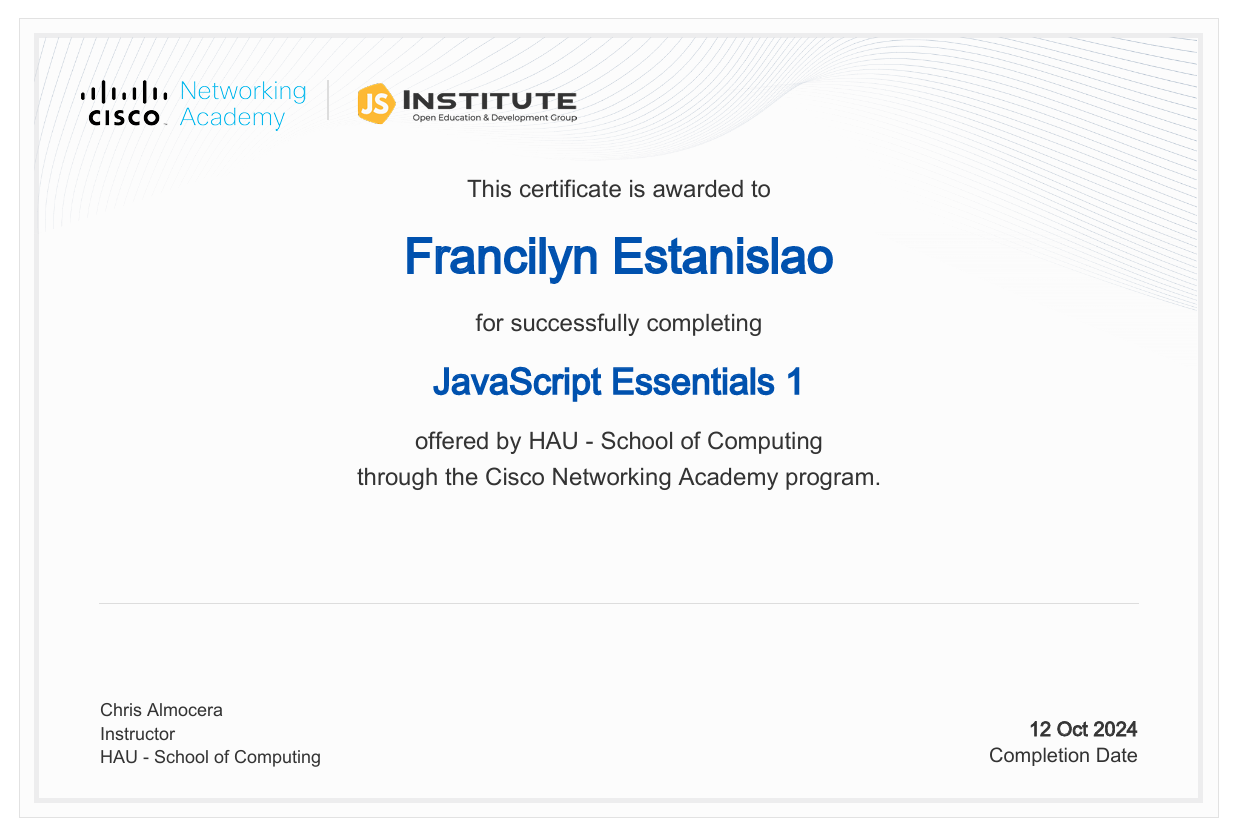 CISCO Networking Academy
JS INSTITUTE
Open Education & Development Group
This certificate is awarded to
Francilyn Estanislao
for successfully completing
JavaScript Essentials 1
offered by HAU - School of Computing
through the Cisco Networking Academy program.
Chris Almocera
Instructor
HAU - School of Computing
12 Oct 2024
Completion Date